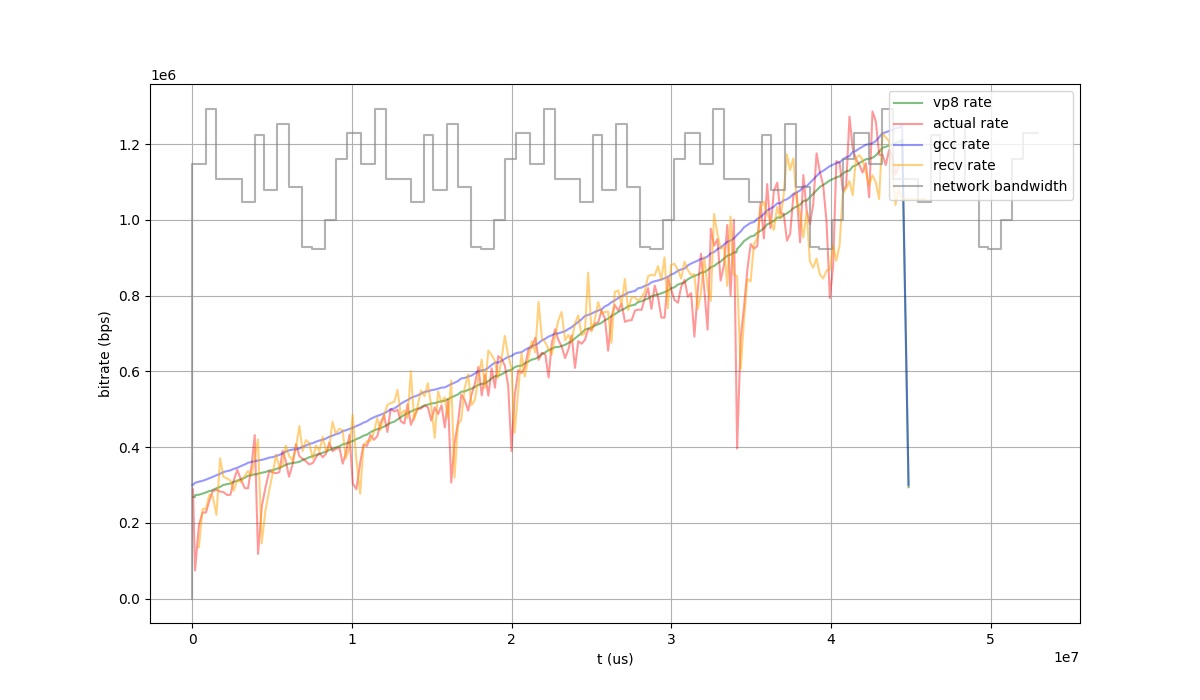 1e6
1.2
1.0
0.8
0.6
0.4
0.2
0.0
bitrate (bps)
vp8 rate
actual rate
gcc rate
recv rate
network bandwidth
0 1 2 3 4 5
t (us)
1e7